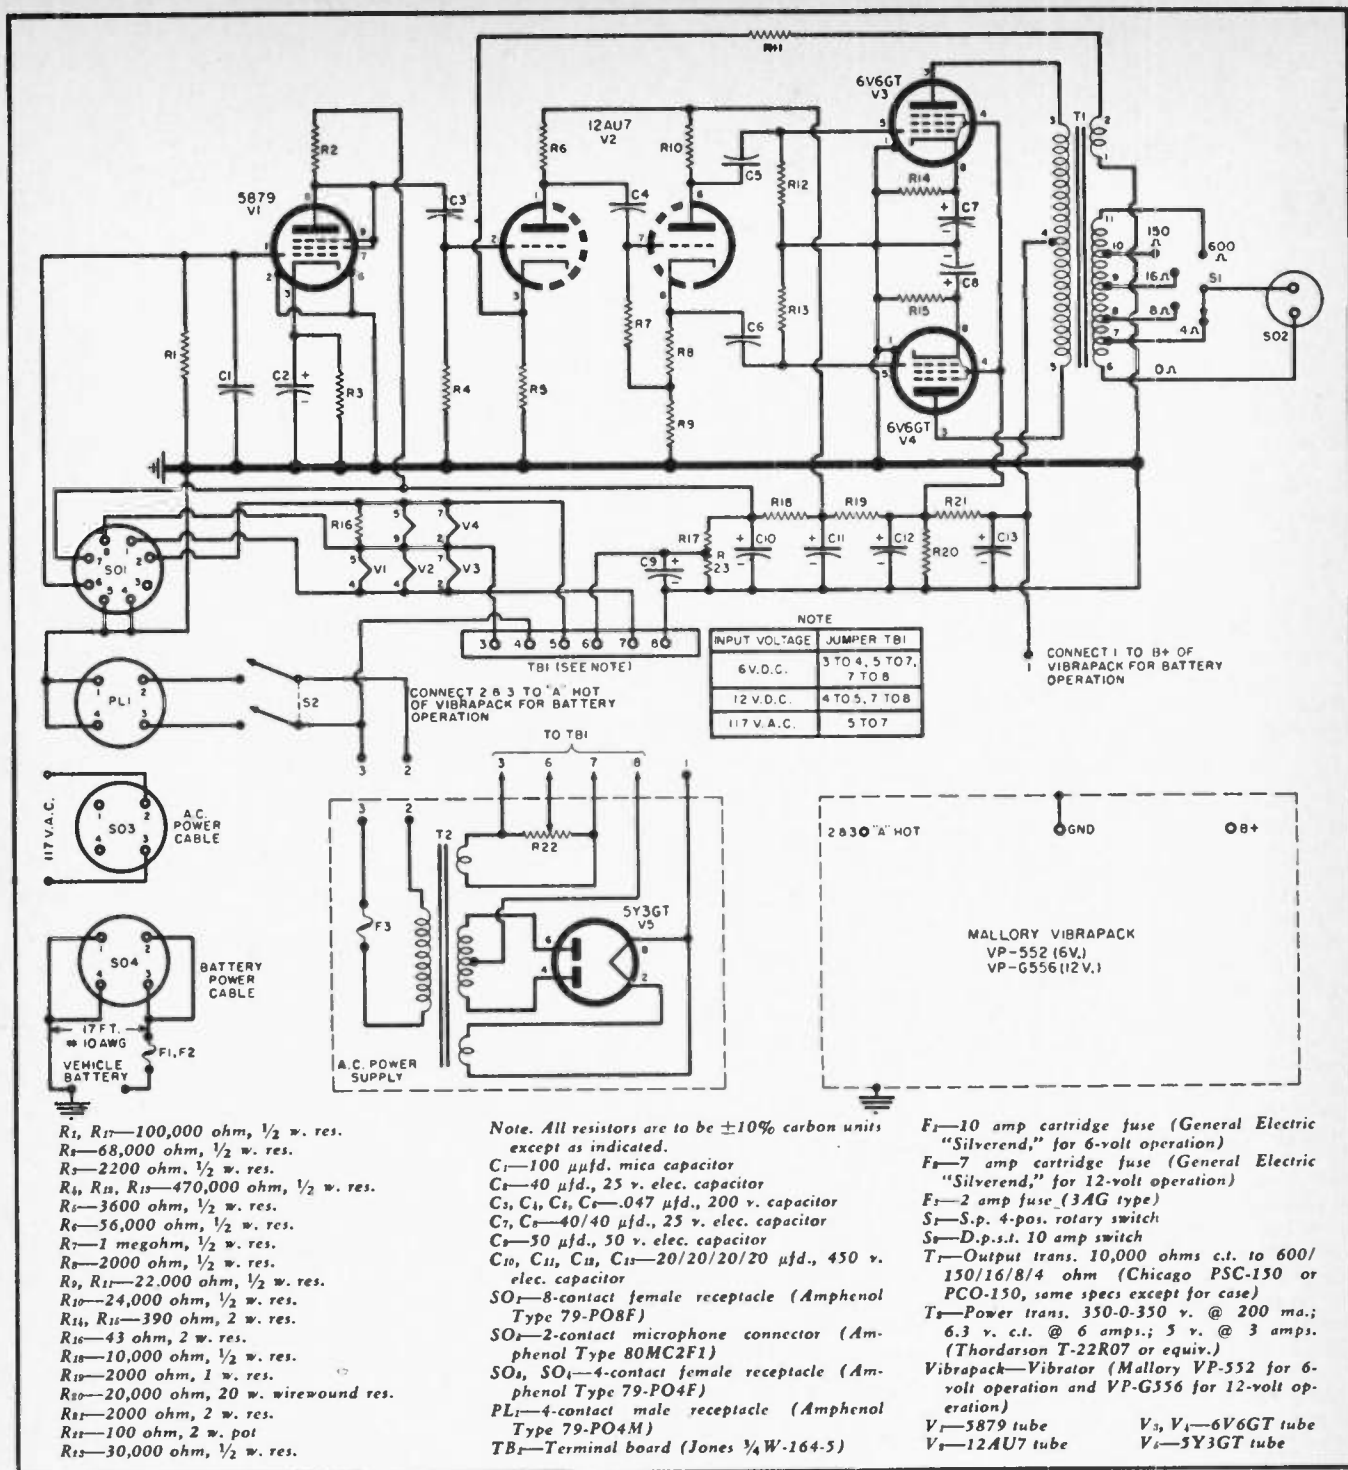 R11
6V6GT
V3
12AU7
V2
5879
V1
R2
R6
R10
C5
R12
R14
C7
C8
R15
R13
C3
C4
C6
R7
R8
R9
R1
C1
C2
R3
R4
R5
6V6GT
V4
T1
150 Ω
600 Ω
16 Ω
8 Ω
4 Ω
0 Ω
S1
SO2
SO1
R16
V4
V1
V2
V3
R17
R18
R19
R21
R 23
C9
C10
C11
C12
R20
C13
3 4 5 6 7 8
TB1 (SEE NOTE)
NOTE
INPUT VOLTAGE JUMPER TB1
6 V.D.C. 3 TO 4, 5 TO 7, 7 TO 8
12 V.D.C. 4 TO 5, 7 TO 8
117 V.A.C. 5 TO 7
1 CONNECT 1 TO B+ OF
VIBRAPACK FOR BATTERY
OPERATION
PL1
S2
CONNECT 2 & 3 TO "A" HOT
OF VIBRAPACK FOR BATTERY
OPERATION
TO TB1
3 2
3 6 7 8 1
117 V.A.C.
SO3
A.C.
POWER
CABLE
3 2
T2
R22
F3
5Y3GT
V5
A.C. POWER
SUPPLY
SO4
BATTERY
POWER
CABLE
17 FT.
# 10 AWG
F1, F2
VEHICLE
BATTERY
2 & 3 "A" HOT
GND
B+
MALLORY VIBRAPACK
VP-552 (6V.)
VP-G556 (12V.)
R1, R17—100,000 ohm, 1/2 w. res.
R2—68,000 ohm, 1/2 w. res.
R3—2200 ohm, 1/2 w. res.
R4, R12, R13—470,000 ohm, 1/2 w. res.
R5—3600 ohm, 1/2 w. res.
R6—56,000 ohm, 1/2 w. res.
R7—1 megohm, 1/2 w. res.
R8—2000 ohm, 1/2 w. res.
R9, R11—22.000 ohm, 1/2 w. res.
R10—24,000 ohm, 1/2 w. res.
R14, R15—390 ohm, 2 w. res.
R16—43 ohm, 2 w. res.
R18—10,000 ohm, 1/2 w. res.
R19—2000 ohm, 1 w. res.
R20—20,000 ohm, 20 w. wirewound res.
R21—2000 ohm, 2 w. res.
R22—100 ohm, 2 w. pot
R23—30,000 ohm, 1/2 w. res.
Note. All resistors are to be ±10% carbon units
except as indicated.
C1—100 μμfd. mica capacitor
C2—40 μfd., 25 v. elec. capacitor
C3, C4, C5, C6—.047 μfd., 200 v. capacitor
C7, C8—40/40 μfd., 25 v. elec. capacitor
C9—50 μfd., 50 v. elec. capacitor
C10, C11, C12, C13—20/20/20/20 μfd., 450 v.
elec. capacitor
SO1—8-contact female receptacle (Amphenol
Type 79-PO8F)
SO2—2-contact microphone connector (Am-
phenol Type 80MC2F1)
SO3, SO4—4-contact female receptacle (Am-
phenol Type 79-PO4F)
PL1—4-contact male receptacle (Amphenol
Type 79-PO4M)
TB1—Terminal board (Jones 3/4 W-164-5)
F1—10 amp cartridge fuse (General Electric
"Silverend," for 6-volt operation)
F2—7 amp cartridge fuse (General Electric
"Silverend," for 12-volt operation)
F3—2 amp fuse (3AG type)
S1—S.p. 4-pos. rotary switch
S2—D.p.s.t. 10 amp switch
T1—Output trans. 10,000 ohms c.t. to 600/
150/16/8/4 ohm (Chicago PSC-150 or
PCO-150, same specs except for case)
T2—Power trans. 350-0-350 v. @ 200 ma.;
6.3 v. c.t. @ 6 amps.; 5 v. @ 3 amps.
(Thordarson T-22R07 or equiv.)
Vibrapack—Vibrator (Mallory VP-552 for 6-
volt operation and VP-G556 for 12-volt op-
eration)
V1—5879 tube V3, V4—6V6GT tube
V2—12AU7 tube V5—5Y3GT tube